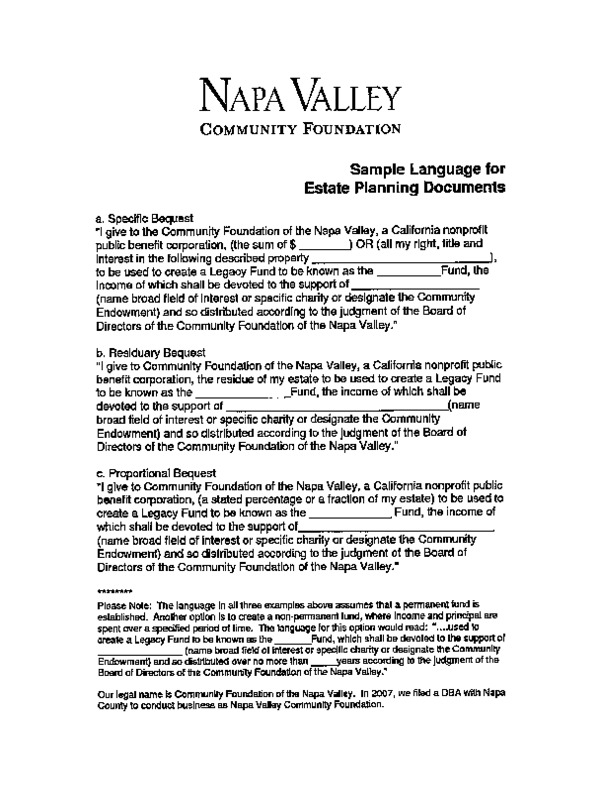 NAPA VALLEY
COMMUNITY FOUNDATION
Sample Language for
Estate Planning Documents
a. Specific Bequest
"I give to the Community Foundation of the Napa Valley, a California nonprofit
public benefit corporation, (the sum of $ ________) OR (all my right, title and
interest in the following described property ____________________________),
to be used to create a Legacy Fund to be known as the __________Fund, the
income of which shall be devoted to the support of ____________________
(name broad field of interest or specific charity or designate the Community
Endowment) and so distributed according to the judgment of the Board of
Directors of the Community Foundation of the Napa Valley."
b. Residuary Bequest
"I give to Community Foundation of the Napa Valley, a California nonprofit public
benefit corporation, the residue of my estate to be used to create a Legacy Fund
to be known as the ______________Fund, the income of which shall be
devoted to the support of ___________________________________(name
broad field of interest or specific charity or designate the Community
Endowment) and so distributed according to the judgment of the Board of
Directors of the Community Foundation of the Napa Valley."
c. Proportional Bequest
"I give to Community Foundation of the Napa Valley, a California nonprofit public
benefit corporation, (a stated percentage or a fraction of my estate) to be used to
create a Legacy Fund to be known as the _____________ Fund, the income of
which shall be devoted to the support of_______________________________
(name broad field of interest or specific charity or designate the Community
Endowment) and so distributed according to the judgment of the Board of
Directors of the Community Foundation of the Napa Valley."
********
Please Note: The language in all three examples above assumes that a permanent fund is
established. Another option is to create a non-permanent fund, where income and principal are
spent over a specified period of time. The language for this option would read: "....used to
create a Legacy Fund to be known as the ______Fund, which shall be devoted to the support of
______________ (name broad field of interest or specific charity or designate the Community
Endowment) and so distributed over no more than _____years according to the judgment of the
Board of Directors of the Community Foundation of the Napa Valley."
Our legal name is Community Foundation of the Napa Valley. In 2007, we filed a DBA with Napa
County to conduct business as Napa Valley Community Foundation.